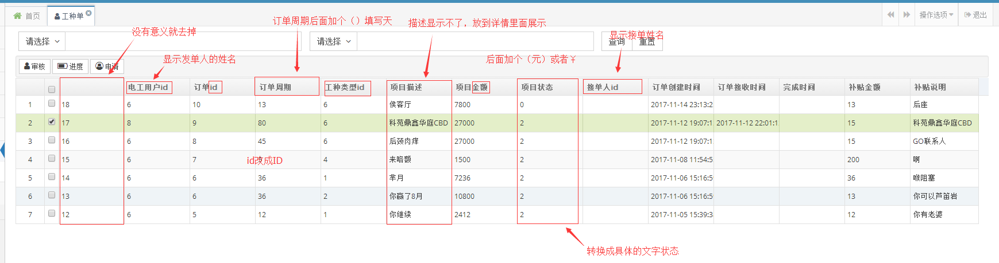 首页
工种单
操作选项
退出
订单周期后面加个（）填写天
描述显示不了，放到详情里面展示
没有意义就去掉
显示接单姓名
请选择
请选择
查询
重置
显示发单人的姓名
后面加个（元）或者￥
审核
进度
申请
电工用户id 订单id 订单周期 工种类型id 项目描述 项目金额 项目状态 接单人id 订单创建时间 订单接收时间 完成时间 补贴金额 补贴说明
1 18 6 10 13 6 侯客厅 7800 0 2017-11-14 23:13:2 13 后座
2 17 8 9 80 6 科苑鼎鑫华庭CBD 27000 2 2017-11-12 19:07:1 2017-11-12 22:01:1 15 科苑鼎鑫华庭CBD
3 16 6 8 45 6 后颈肉痒 27000 2 2017-11-12 19:07:1 15 GO联系人
4 15 6 7 4 来咯额 1500 2 2017-11-08 11:54:5 200 啊
id改成ID
5 14 6 6 36 1 芈月 7236 2 2017-11-06 15:16:5 36 喉阻塞
6 13 6 6 36 2 你赢了8月 10800 2 2017-11-06 15:16:5 13 你可以芦笛岩
7 12 6 5 12 1 你继续 2412 2 2017-11-05 15:39:3 12 你有老婆
转换成具体的文字状态